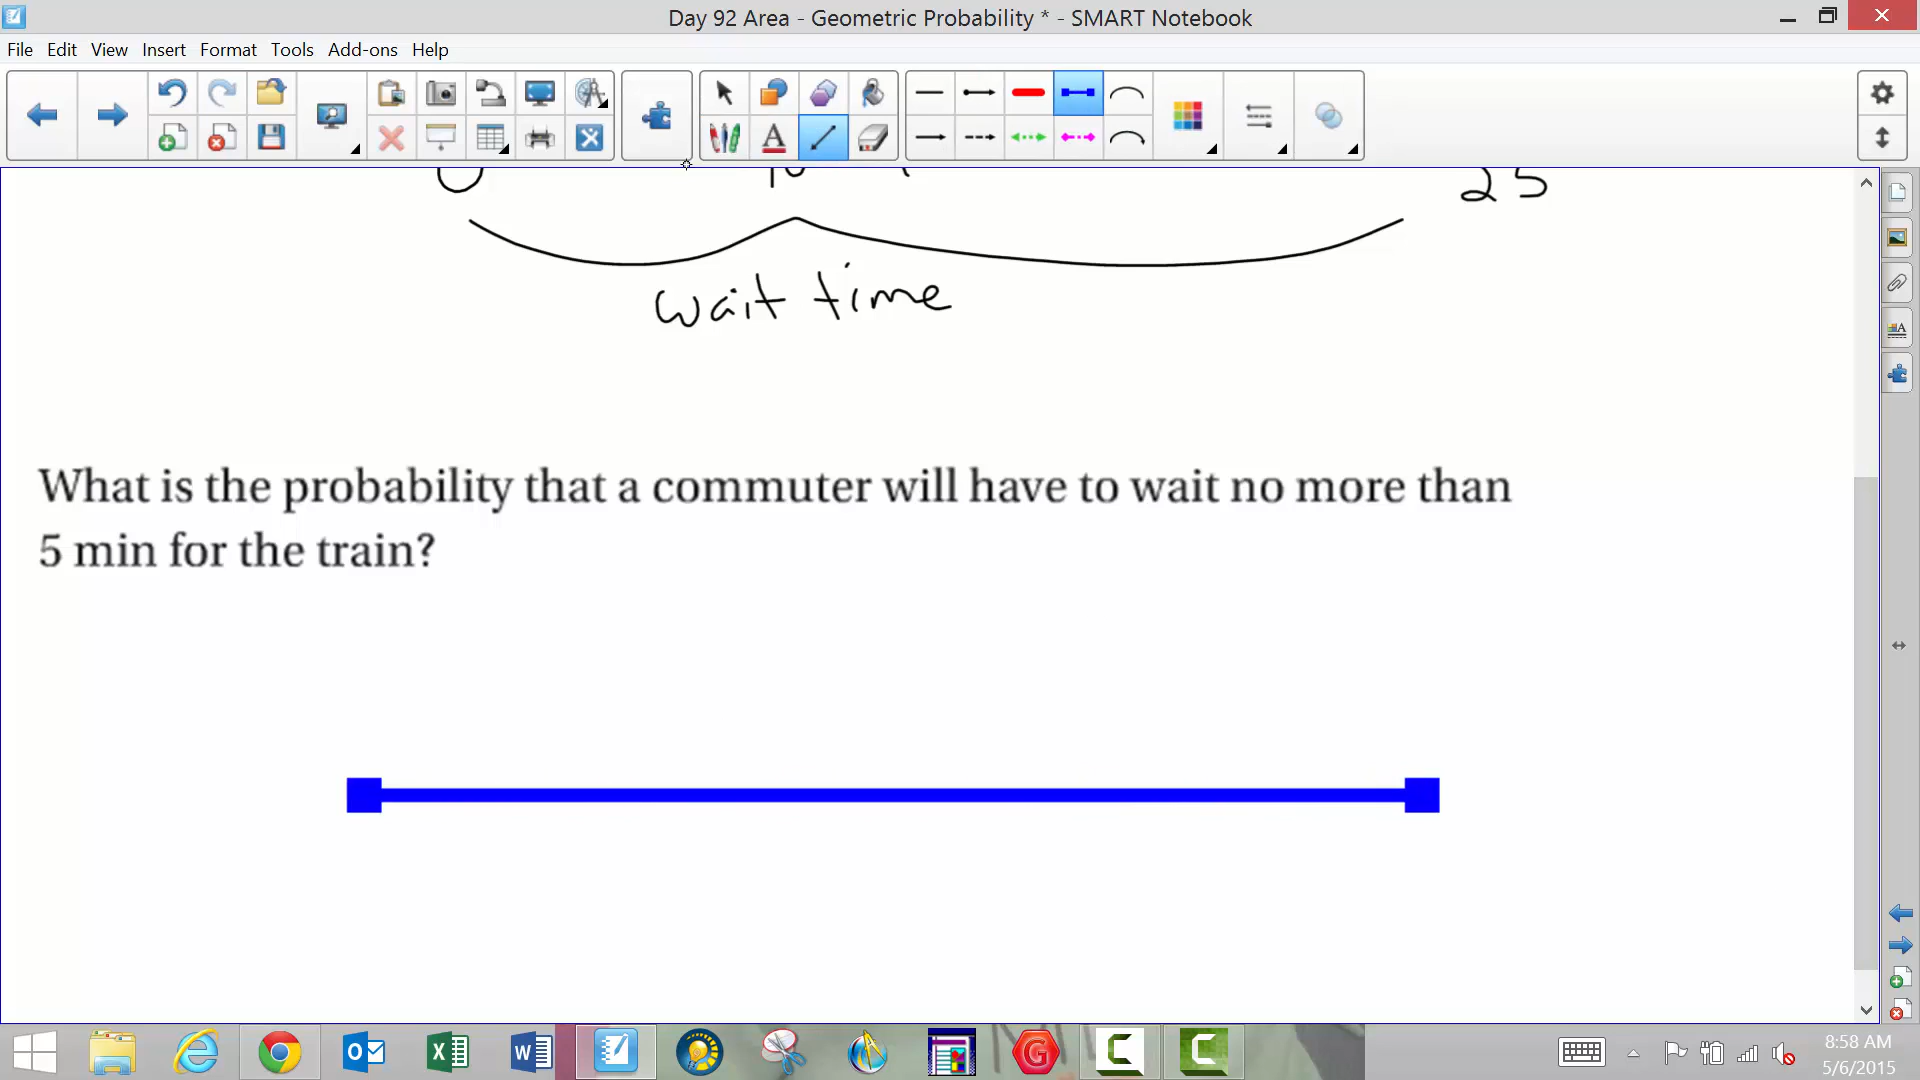 Day 92 Area - Geometric Probability * - SMART Notebook
File Edit View Insert Format Tools Add-ons Help
25
wait time
What is the probability that a commuter will have to wait no more than
5 min for the train?
8:58 AM
5/6/2015